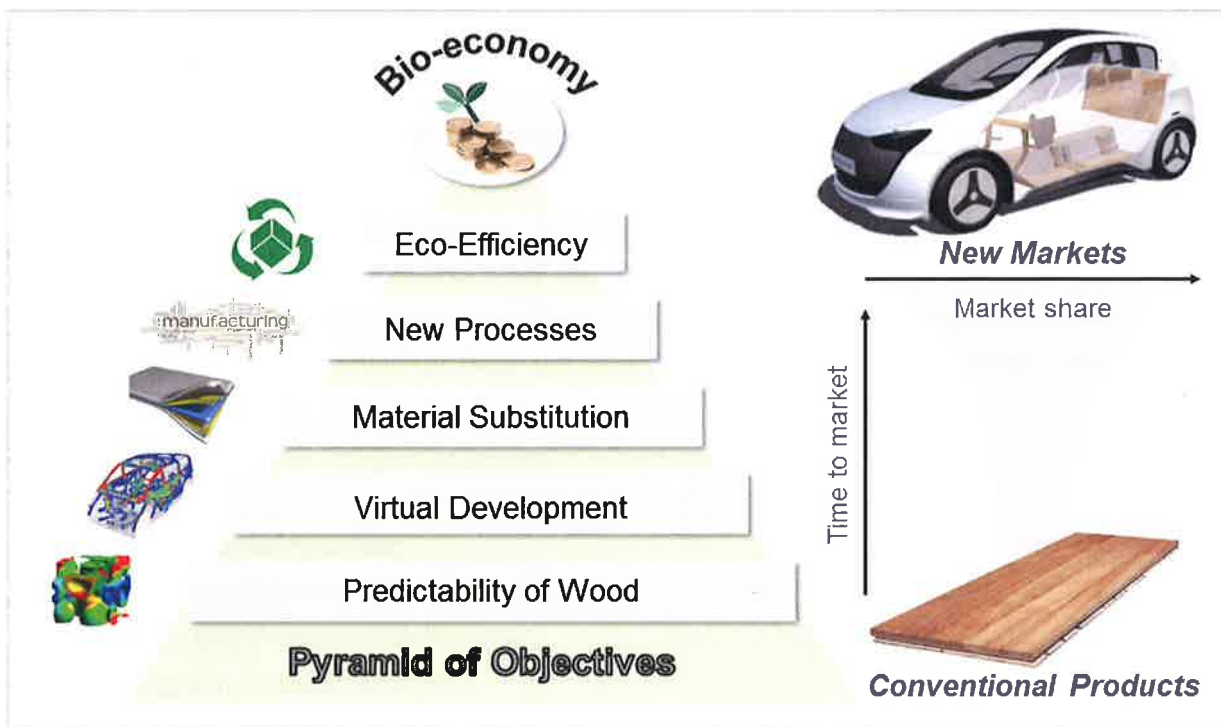 Bio-economy
Eco-Efficiency
manufacturing
New Processes
Material Substitution
Virtual Development
Predictability of Wood
Pyramid of Objectives
New Markets
Market share
Time to market
Conventional Products